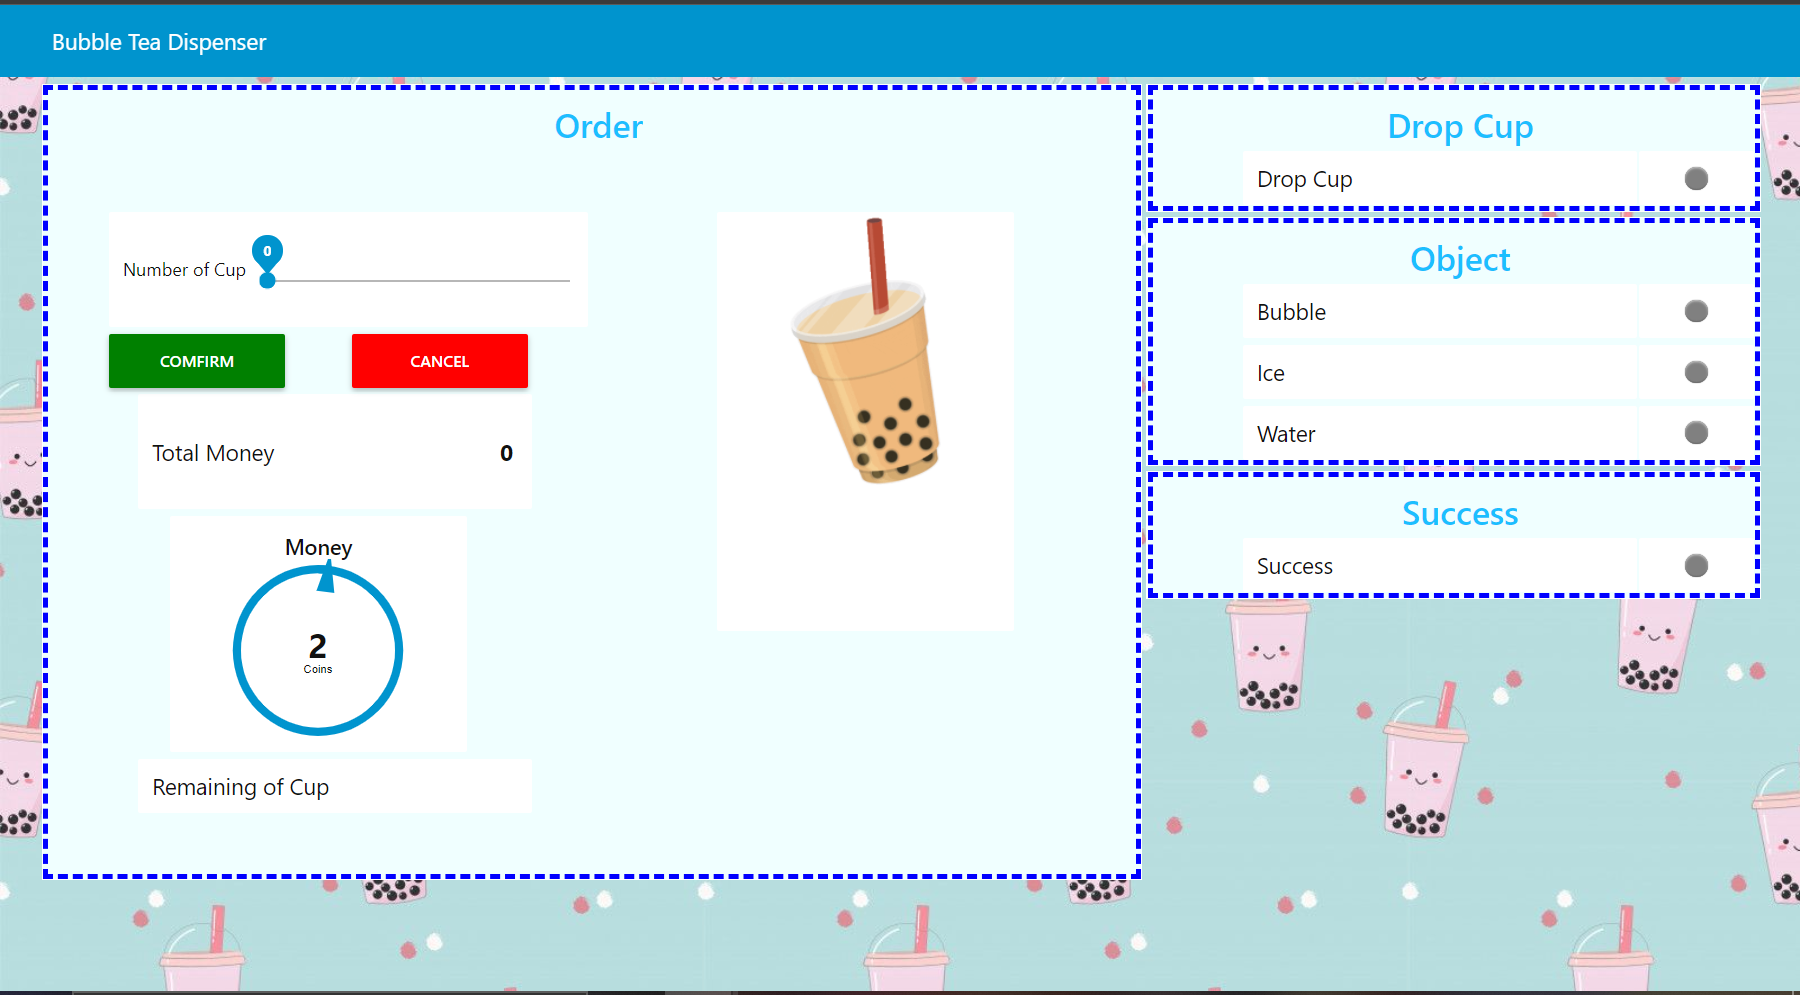 Bubble Tea Dispenser
Order
Number of Cup
0
COMFIRM
CANCEL
Total Money
0
Money
2
Coins
Remaining of Cup
Drop Cup
Drop Cup
Object
Bubble
Ice
Water
Success
Success